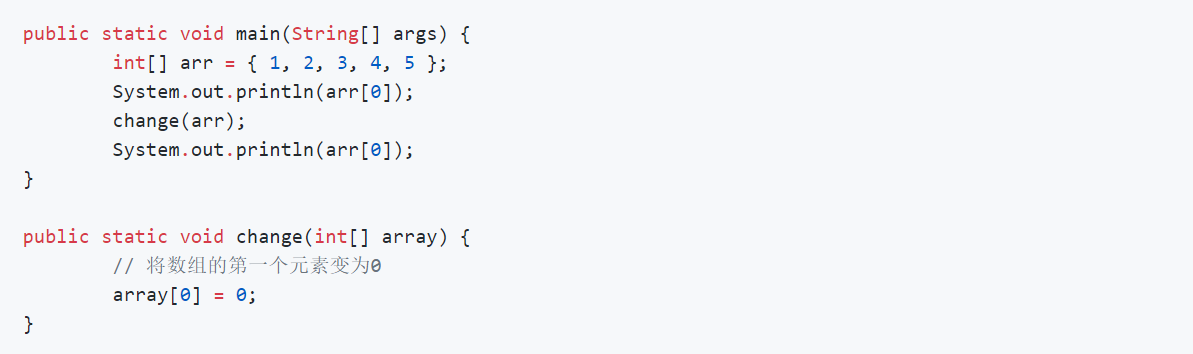 public static void main(String[] args) {
        int[] arr = { 1, 2, 3, 4, 5 };
        System.out.println(arr[0]);
        change(arr);
        System.out.println(arr[0]);
}

public static void change(int[] array) {
        // 将数组的第一个元素变为0
        array[0] = 0;
}